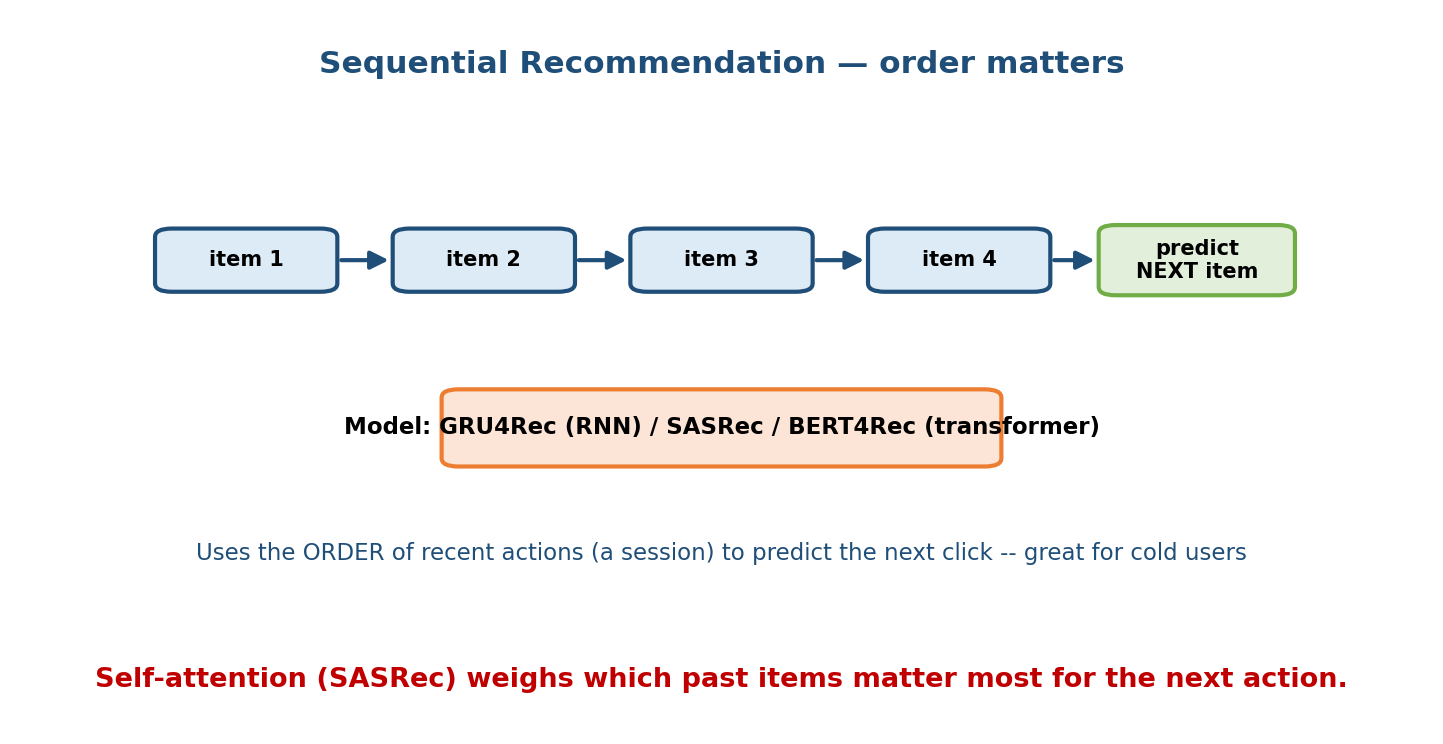 Sequential Recommendation — order matters
item 1
item 2
item 3
item 4
predict
NEXT item
Model: GRU4Rec (RNN) / SASRec / BERT4Rec (transformer)
Uses the ORDER of recent actions (a session) to predict the next click -- great for cold users
Self-attention (SASRec) weighs which past items matter most for the next action.